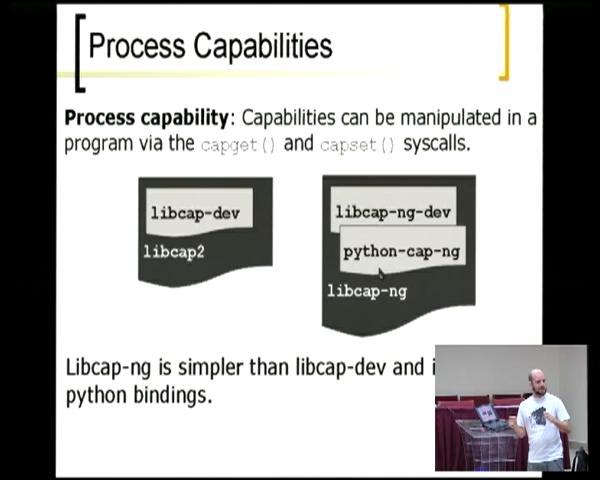 Process Capabilities
Process capability: Capabilities can be manipulated in a
program via the capget() and capset() syscalls.
libcap-dev
libcap2
libcap-ng-dev
python-cap-ng
libcap-ng
Libcap-ng is simpler than libcap-dev and
python bindings.